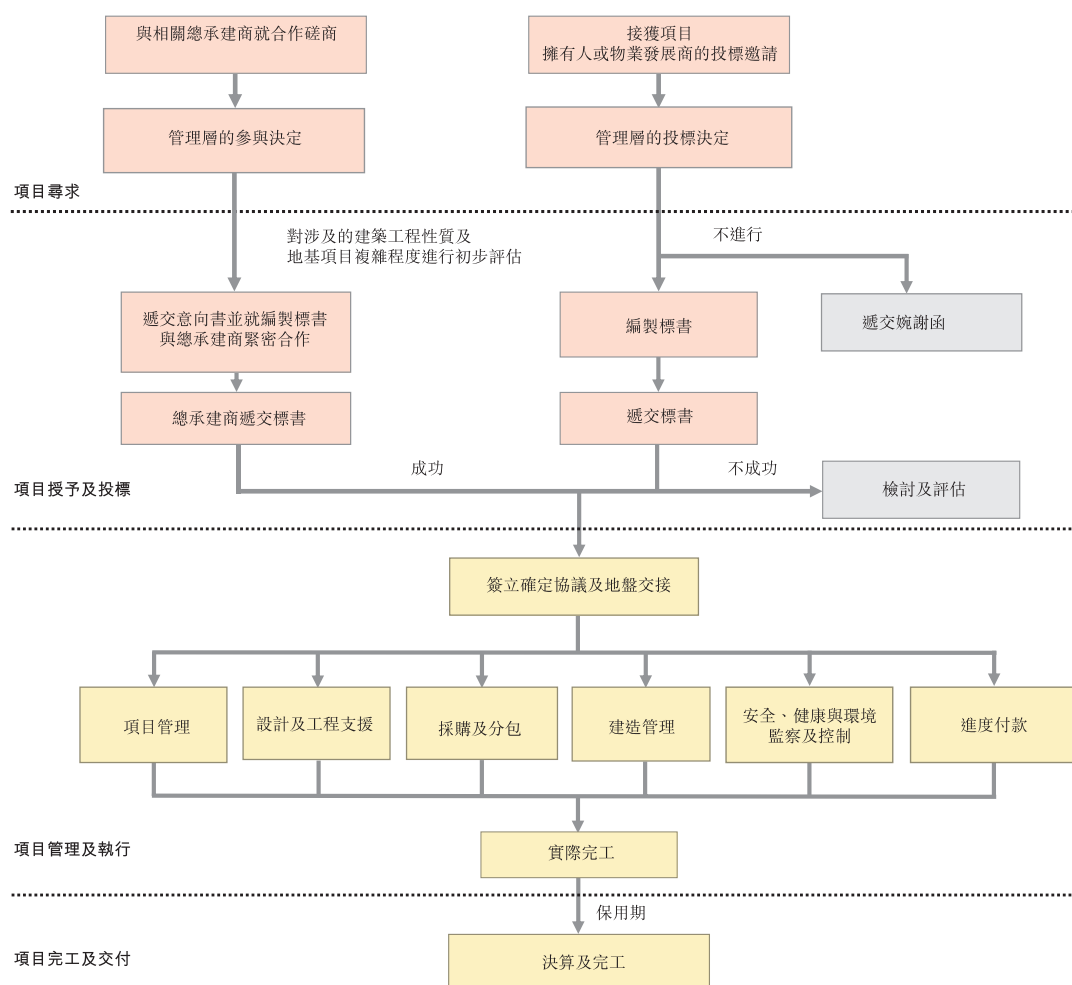 與相關總承建商就合作磋商
接獲項目
擁有人或物業發展商的投標邀請
管理層的參與決定
管理層的投標決定
項目尋求
對涉及的建築工程性質及
地基項目複雜程度進行初步評估
不進行
遞交意向書並就編製標書
與總承建商緊密合作
編製標書
遞交婉謝函
總承建商遞交標書
遞交標書
成功
不成功
項目授予及投標
檢討及評估
簽立確定協議及地盤交接
項目管理
設計及工程支援
採購及分包
建造管理
安全、健康與環境
監察及控制
進度付款
項目管理及執行
實際完工
保用期
項目完工及交付
決算及完工